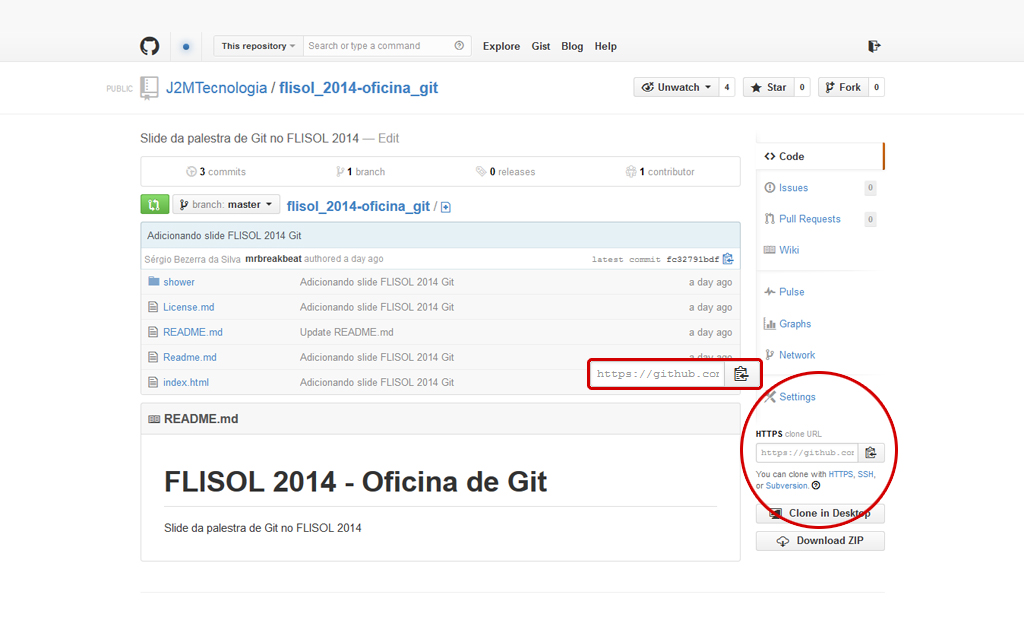 This repository Search or type a command Explore Gist Blog Help
PUBLIC J2MTecnologia / flisol_2014-oficina_git Unwatch 4 Star 0 Fork 0
Slide da palestra de Git no FLISOL 2014 — Edit
3 commits 1 branch 0 releases 1 contributor
branch: master flisol_2014-oficina_git /
Adicionando slide FLISOL 2014 Git
Sérgio Bezerra da Silva mrbreakbeat authored a day ago latest commit fc32791bdf
shower Adicionando slide FLISOL 2014 Git a day ago
License.md Adicionando slide FLISOL 2014 Git a day ago
README.md Update README.md a day ago
Readme.md Adicionando slide FLISOL 2014 Git a day ago
index.html Adicionando slide FLISOL 2014 Git
https://github.com
README.md
FLISOL 2014 - Oficina de Git
Slide da palestra de Git no FLISOL 2014
Code
Issues 0
Pull Requests 0
Wiki
Pulse
Graphs
Network
Settings
HTTPS clone URL
https://github.com
You can clone with HTTPS, SSH,
or Subversion.
Clone in Desktop
Download ZIP